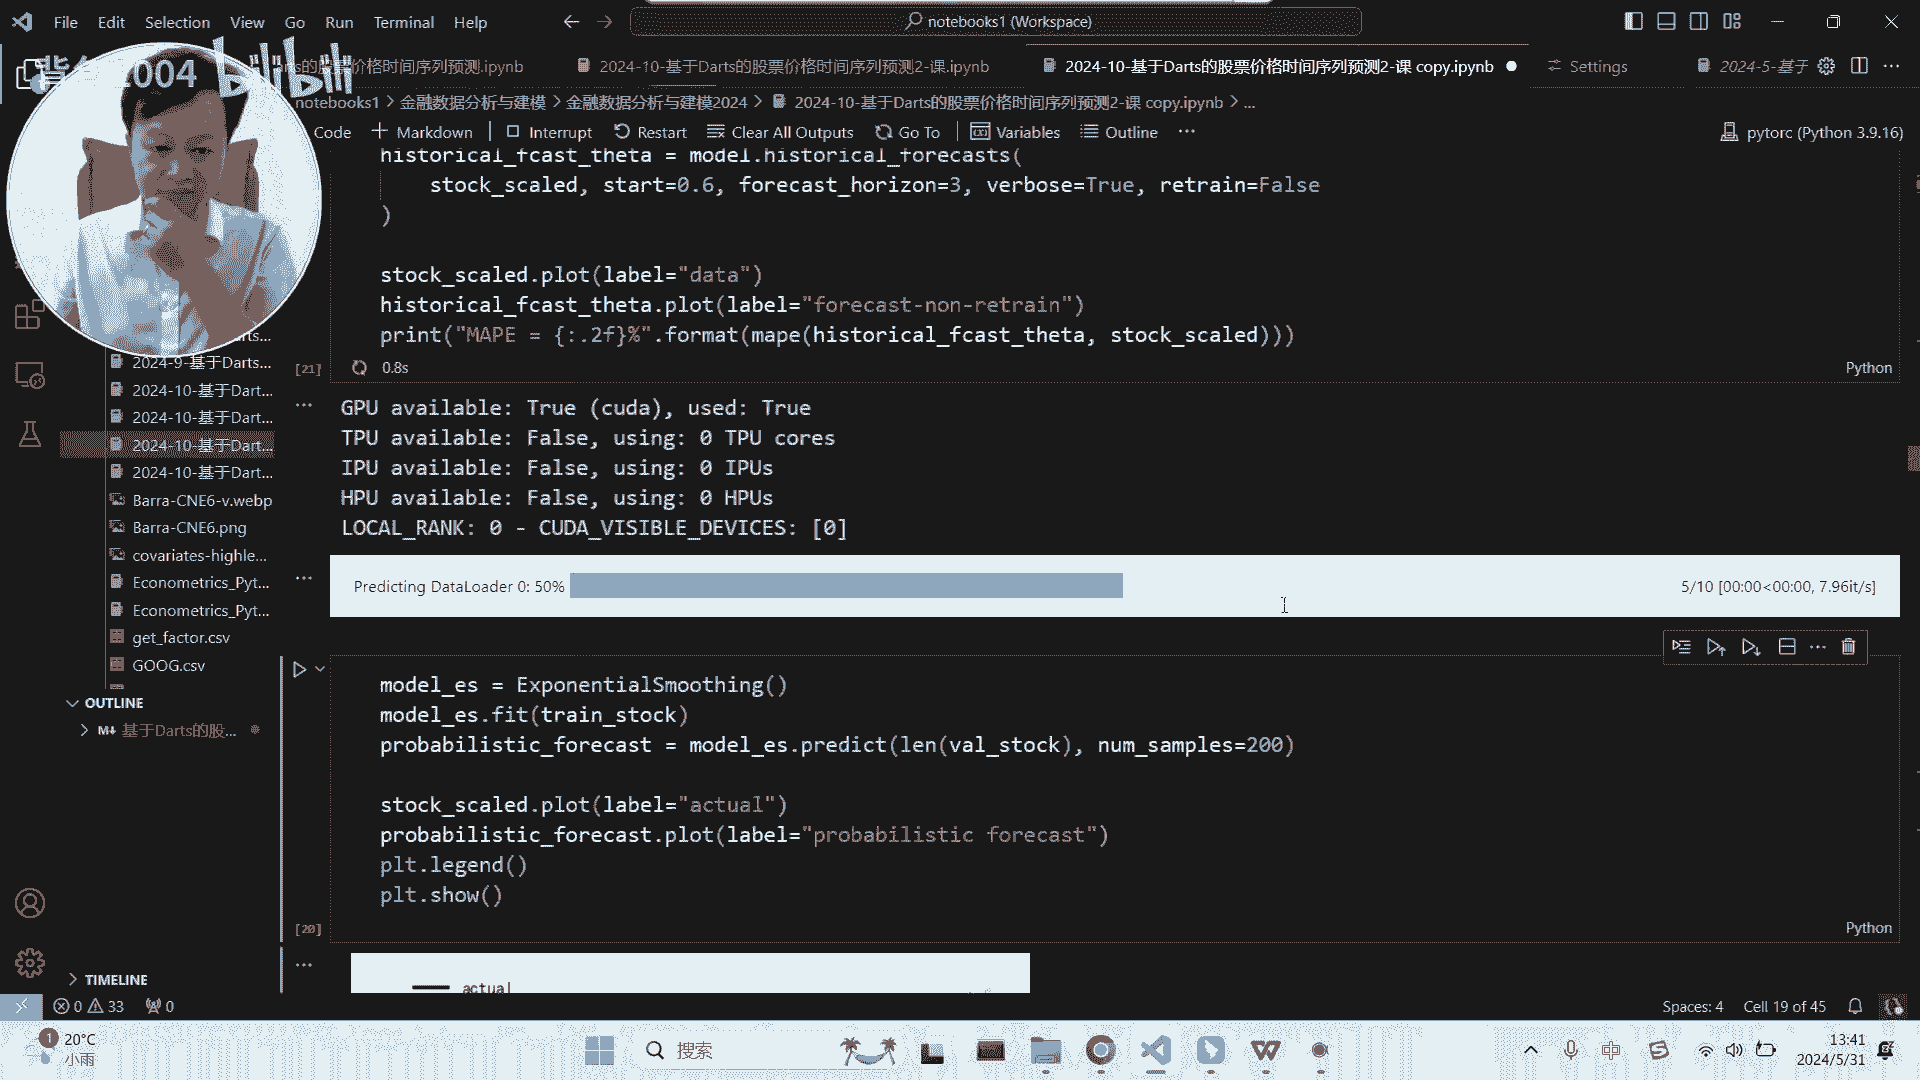 File Edit Selection View Go Run Terminal Help
notebooks1 (Workspace)
2004 bilibili
的股票价格时间序列预测.ipynb
2024-10-基于Darts的股票价格时间序列预测2-课.ipynb
2024-10-基于Darts的股票价格时间序列预测2-课 copy.ipynb
Settings
2024-5-基于
notebooks1 > 金融数据分析与建模 > 金融数据分析与建模2024 > 2024-10-基于Darts的股票价格时间序列预测2-课 copy.ipynb > ...
Code + Markdown Interrupt Restart Clear All Outputs Go To Variables Outline ...
pytorc (Python 3.9.16)
historical_fcast_theta = model.historical_forecasts(
stock_scaled, start=0.6, forecast_horizon=3, verbose=True, retrain=False
)
stock_scaled.plot(label="data")
historical_fcast_theta.plot(label="forecast-non-retrain")
print("MAPE = {:.2f}%".format(mape(historical_fcast_theta, stock_scaled)))
[21] 0.8s Python
GPU available: True (cuda), used: True
TPU available: False, using: 0 TPU cores
IPU available: False, using: 0 IPUs
HPU available: False, using: 0 HPUs
LOCAL_RANK: 0 - CUDA_VISIBLE_DEVICES: [0]
Predicting DataLoader 0: 50% 5/10 [00:00<00:00, 7.96it/s]
model_es = ExponentialSmoothing()
model_es.fit(train_stock)
probabilistic_forecast = model_es.predict(len(val_stock), num_samples=200)
stock_scaled.plot(label="actual")
probabilistic_forecast.plot(label="probabilistic forecast")
plt.legend()
plt.show()
[20] Python
actual
2024-9-基于Darts...
2024-10-基于Dart...
2024-10-基于Dart...
2024-10-基于Dart...
2024-10-基于Dart...
Barra-CNE6-v.webp
Barra-CNE6.png
covariates-highle...
Econometrics_Pyt...
Econometrics_Pyt...
get_factor.csv
GOOG.csv
OUTLINE
基于Darts的股...
TIMELINE
0 33 0
Spaces: 4 Cell 19 of 45
1 20°C
小雨
搜索
中
13:41
2024/5/31